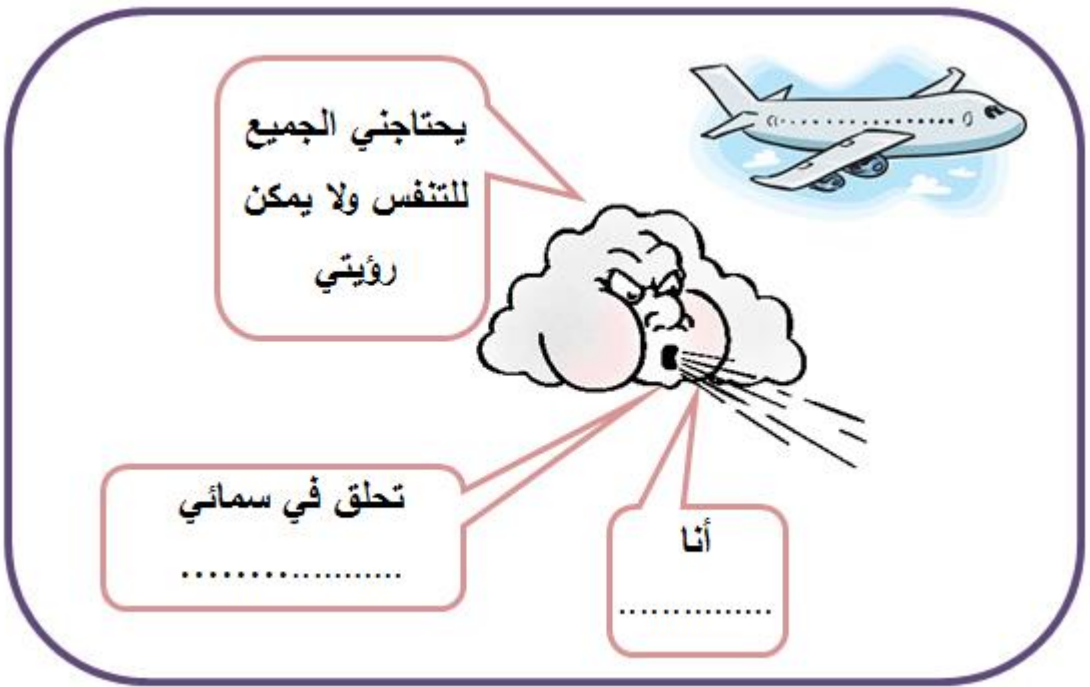 يحتاجني الجميع
للتنفس ولا يمكن
رؤيتي
تحلق في سمائي
...................
أنا
..............